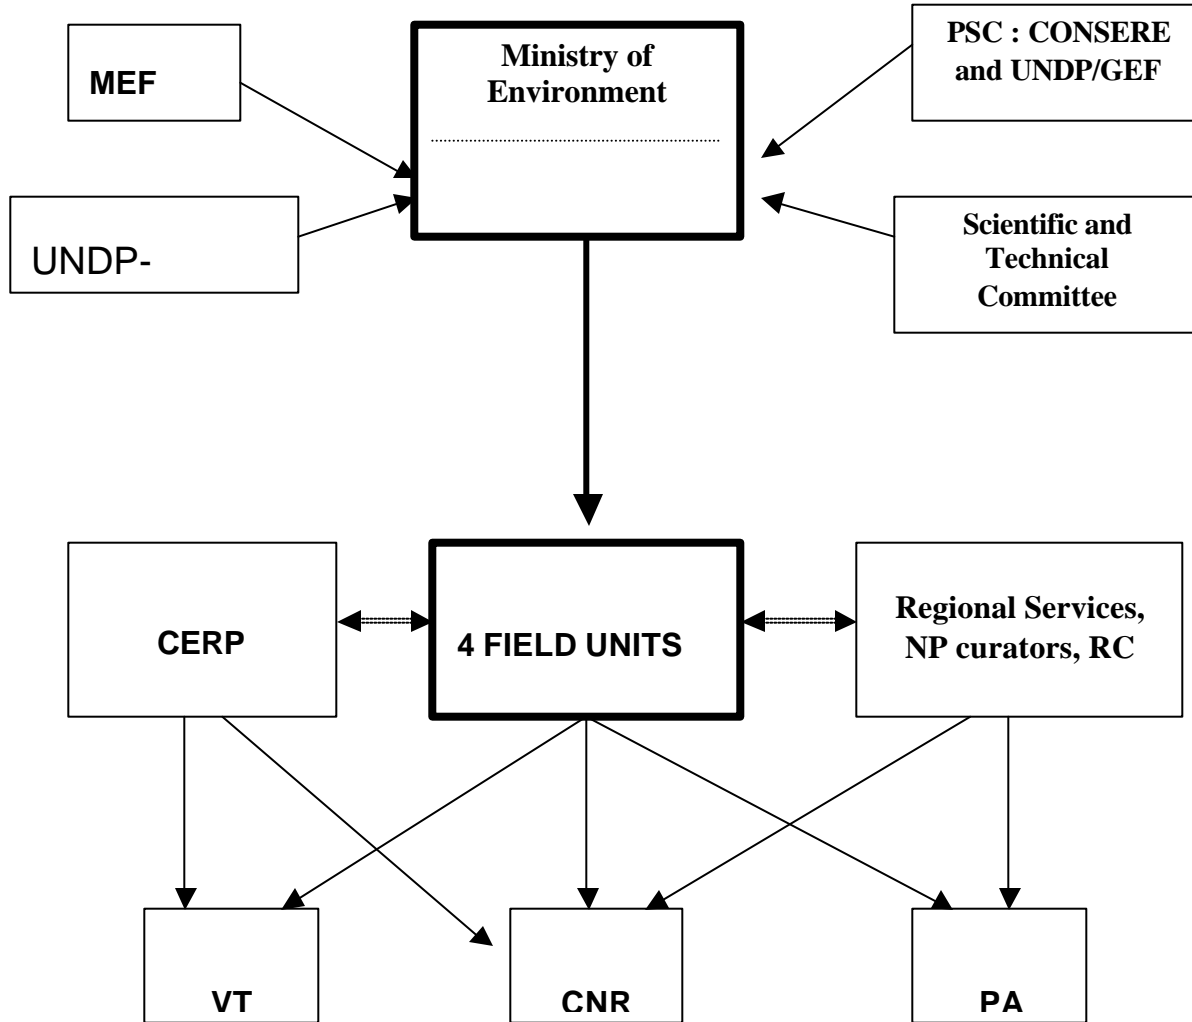 MEF
Ministry of
Environment
PSC : CONSERE
and UNDP/GEF
UNDP-
Scientific and
Technical
Committee
CERP
4 FIELD UNITS
Regional Services,
NP curators, RC
VT
CNR
PA